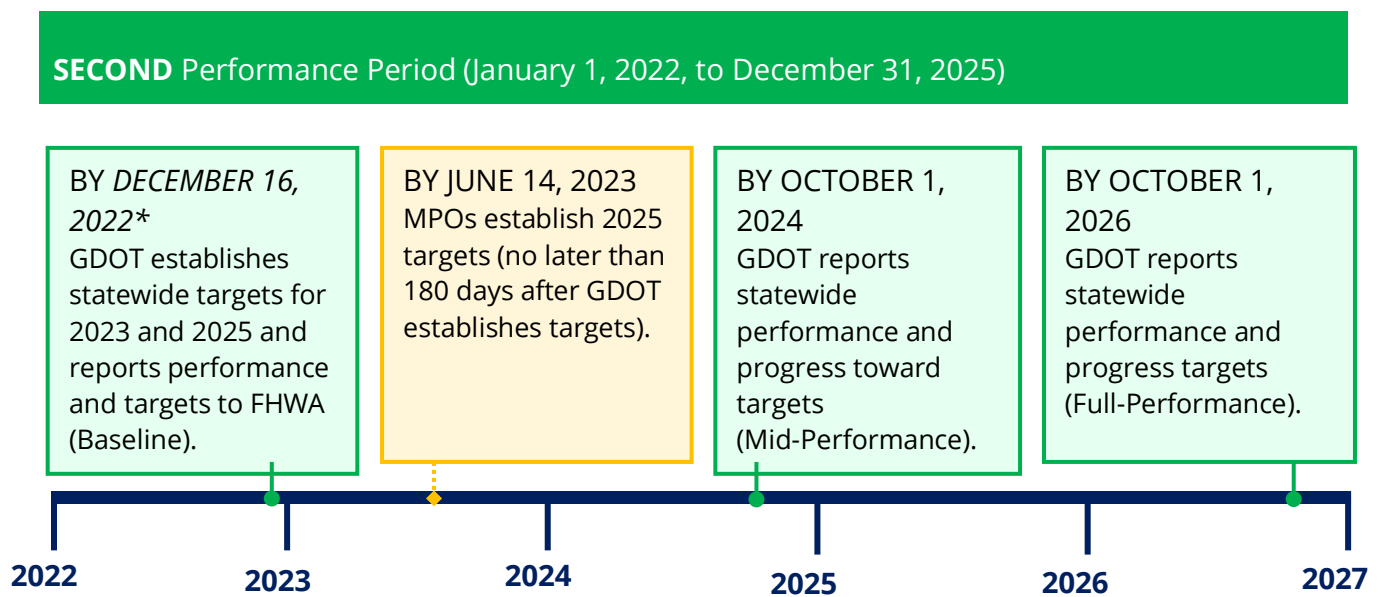 SECOND Performance Period (January 1, 2022, to December 31, 2025)
BY DECEMBER 16,
2022*
GDOT establishes
statewide targets for
2023 and 2025 and
reports performance
and targets to FHWA
(Baseline).
BY JUNE 14, 2023
MPOs establish 2025
targets (no later than
180 days after GDOT
establishes targets).
BY OCTOBER 1,
2024
GDOT reports
statewide
performance and
progress toward
targets
(Mid-Performance).
BY OCTOBER 1,
2026
GDOT reports
statewide
performance and
progress targets
(Full-Performance).
2022
2023
2024
2025
2026
2027